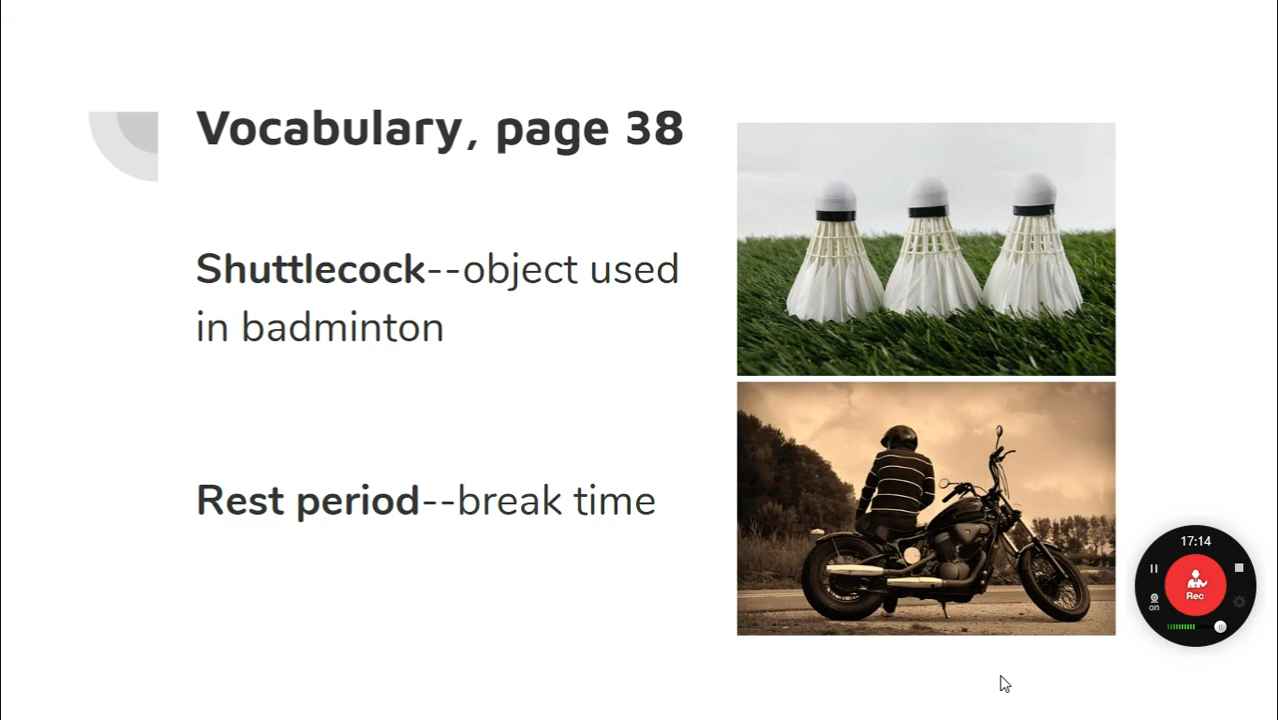 Vocabulary, page 38
Shuttlecock--object used
in badminton
Rest period--break time
17:14
Rec
on